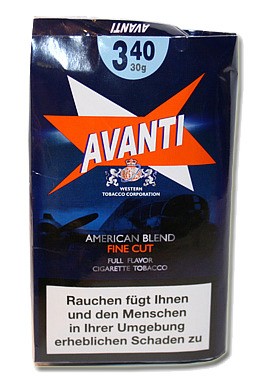 AVANTI
3 40
30g
AVANTI
WESTERN
TOBACCO CORPORATION
AMERICAN BLEND
FINE CUT
FULL FLAVOR
CIGARETTE TOBACCO
Rauchen fügt Ihnen
und den Menschen
in Ihrer Umgebung
erheblichen Schaden zu